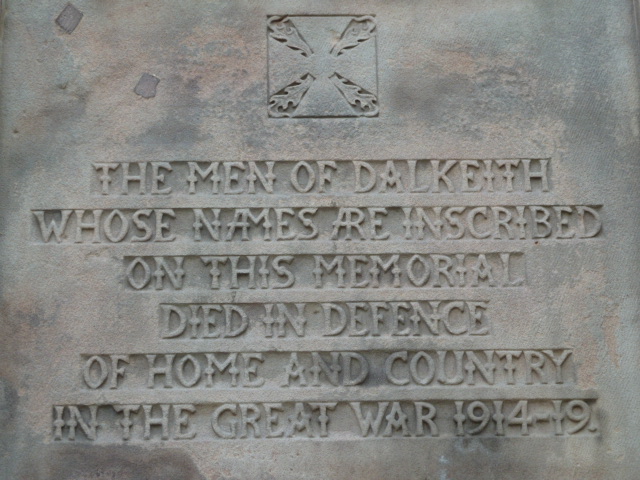 THE MEN OF DALKEITH
WHOSE NAMES ARE INSCRIBED
ON THIS MEMORIAL
DIED IN DEFENCE
OF HOME AND COUNTRY
IN THE GREAT WAR 1914-19.